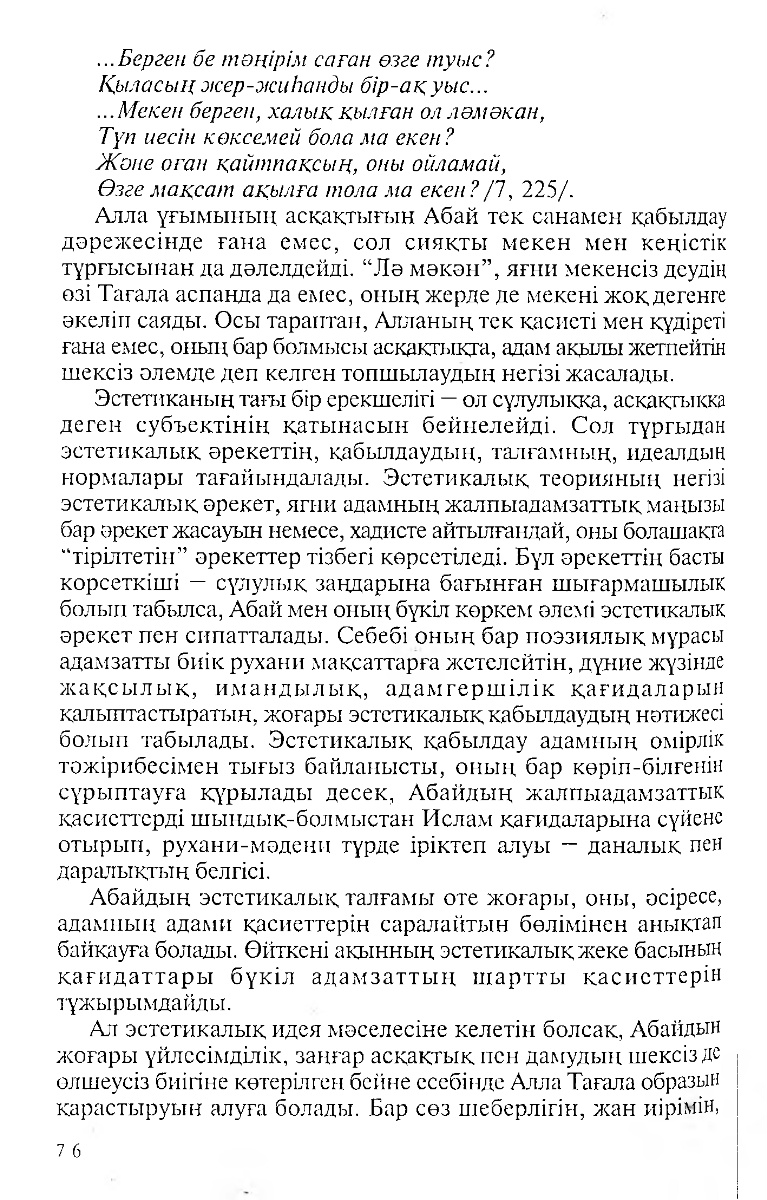 ...Берген бе тәңірім саған өзге туыс?
Қыласың жер-жиһанды бір-ақ уыс...
...Мекен берген, халық қылған ол ләмәкан,
Түп иесін көксемей бола ма екен?
Және оған қайтпақсың, оны ойламай,
Өзге мақсат ақылға тола ма екен? /7, 225/.
Алла ұғымының асқақтығын Абай тек санамен қабылдау
дәрежесінде ғана емес, сол сияқты мекен мен кеңістік
тұрғысынан да дәлелдейді. “Лә мәкән”, яғни мекенсіз деудің
өзі Тағала аспанда да емес, оның жерде де мекені жоқ дегенге
әкеліп саяды. Осы тараптан, Алланың тек қасиеті мен құдіреті
ғана емес, оның бар болмысы асқақтықта, адам ақылы жетпейтін
шексіз әлемде деп келген топшылаудың негізі жасалады.
Эстетиканың тағы бір ерекшелігі — ол сұлулыққа, асқақтыққа
деген субъектінің қатынасын бейнелейді. Сол тұрғыдан
эстетикалық әрекеттің, қабылдаудың, талғамның, идеалдың
нормалары тағайындалады. Эстетикалық теорияның негізі
эстетикалық әрекет, яғни адамның жалпыадамзаттық маңызы
бар әрекет жасауын немесе, хадисте айтылғандай, оны болашақта
“тірілтетін” әрекеттер тізбегі көрсетіледі. Бұл әрекеттің басты
корсеткіші — сұлулық заңдарына бағынған шығармашылық
болып табылса, Абай мен оның бүкіл көркем әлемі эстетикалық
әрекет пен сипатталады. Себебі оның бар поэзиялық мұрасы
адамзатты биік рухани мақсаттарға жетелейтін, дүние жүзінде
жақсылық, имандылық, адамгершілік қағидаларын
қалыптастыратын, жоғары эстетикалық қабылдаудың нәтижесі
болып табылады. Эстетикалық қабылдау адамның омірлік
тәжірибесімен тығыз байланысты, оның бар көріп-білгенін
сұрыптауға құрылады десек, Абайдың жалпыадамзаттық
қасиеттерді шындық-болмыстан Ислам қағидаларына сүйене
отырып, рухани-мәдени түрде іріктеп алуы — даналық пен
даралықтың белгісі.
Абайдың эстетикалық талғамы оте жоғары, оны, әсіресе,
адамның адами қасиеттерін саралайтын бөлімінен анықтап
байқауға болады. Өйткені ақынның эстетикалық жеке басының
қағидаттары бүкіл адамзаттың шартты қасиеттерін
тұжырымдайды.
Ал эстетикалық идея мәселесіне келетін болсақ, Абайдың
жоғары үйлесімділік, заңғар асқақтық пен дамудың шексіз де
олшеусіз биігіне көтерілген бейне есебінде Алла Тағала образын
қарастыруын алуға болады. Бар сөз шеберлігін, жан иірімін,
76